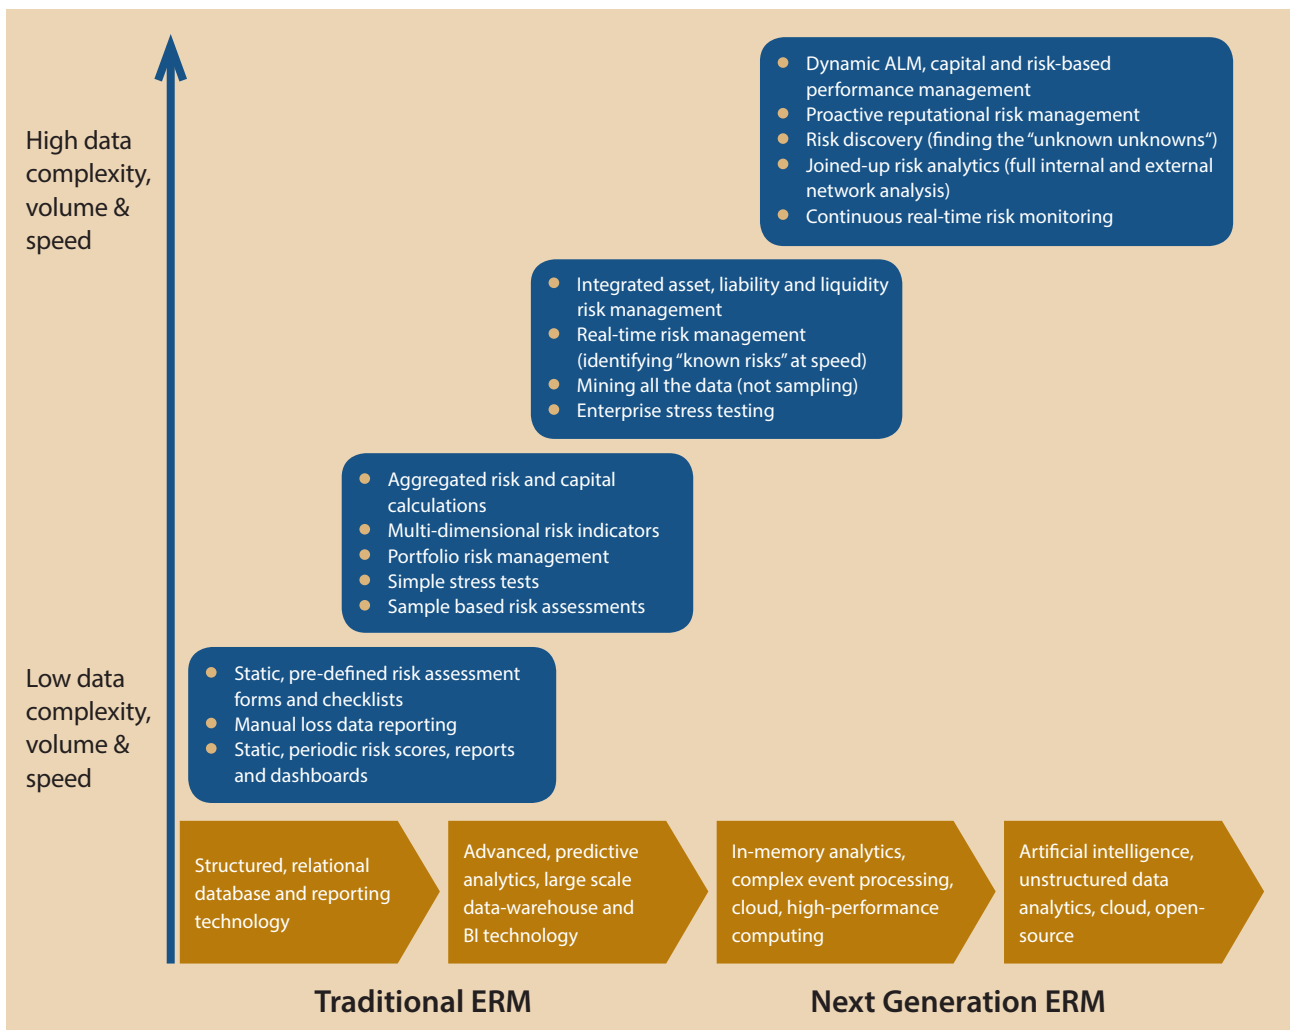 High data
complexity,
volume &
speed
Dynamic ALM, capital and risk-based
performance management
Proactive reputational risk management
Risk discovery (finding the “unknown unknowns“)
Joined-up risk analytics (full internal and external
network analysis)
Continuous real-time risk monitoring
Integrated asset, liability and liquidity
risk management
Real-time risk management
(identifying “known risks” at speed)
Mining all the data (not sampling)
Enterprise stress testing
Aggregated risk and capital
calculations
Multi-dimensional risk indicators
Portfolio risk management
Simple stress tests
Sample based risk assessments
Low data
complexity,
volume &
speed
Static, pre-defined risk assessment
forms and checklists
Manual loss data reporting
Static, periodic risk scores, reports
and dashboards
Structured, relational
database and reporting
technology
Advanced, predictive
analytics, large scale
data-warehouse and
BI technology
In-memory analytics,
complex event processing,
cloud, high-performance
computing
Artificial intelligence,
unstructured data
analytics, cloud, open-
source
Traditional ERM
Next Generation ERM